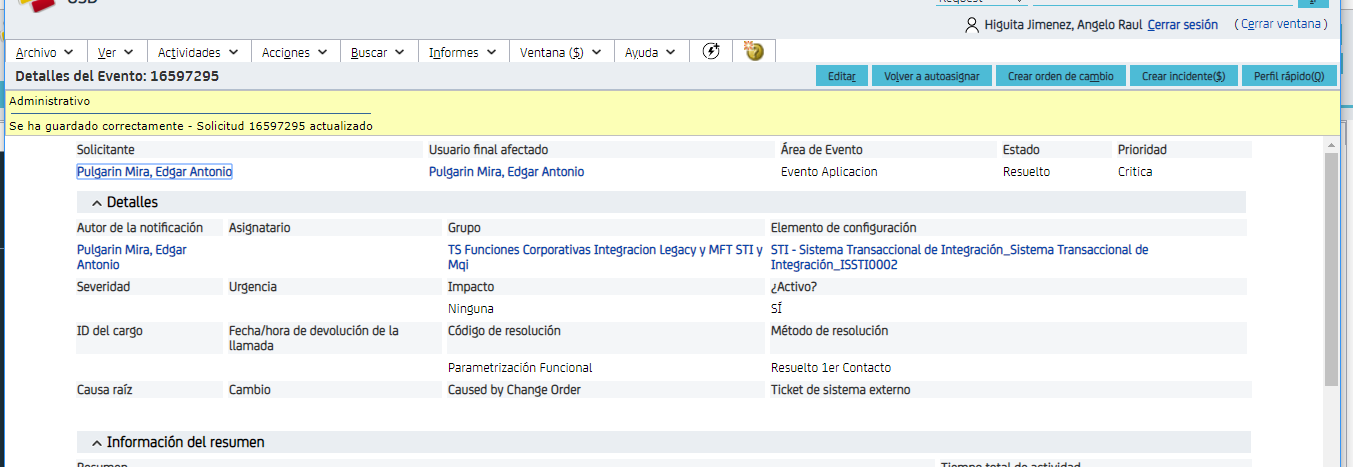 Higuita Jimenez, Angelo Raul Cerrar sesión (Cerrar ventana)
Archivo Ver Actividades Acciones Buscar Informes Ventana ($) Ayuda
Detalles del Evento: 16597295 Editar Volver a autoasignar Crear orden de cambio Crear incidente($) Perfil rápido(Q)
Administrativo
Se ha guardado correctamente - Solicitud 16597295 actualizado
Solicitante Usuario final afectado Área de Evento Estado Prioridad
Pulgarin Mira, Edgar Antonio Pulgarin Mira, Edgar Antonio Evento Aplicacion Resuelto Critica
Detalles
Autor de la notificación Asignatario Grupo Elemento de configuración
Pulgarin Mira, Edgar TS Funciones Corporativas Integracion Legacy y MFT STI y STI - Sistema Transaccional de Integración_Sistema Transaccional de
Antonio Mqi Integración_ISSTI0002
Severidad Urgencia Impacto ¿Activo?
Ninguna SÍ
ID del cargo Fecha/hora de devolución de la Código de resolución Método de resolución
llamada
Parametrización Funcional Resuelto 1er Contacto
Causa raíz Cambio Caused by Change Order Ticket de sistema externo
Información del resumen
Resumen Tiempo total de actividad